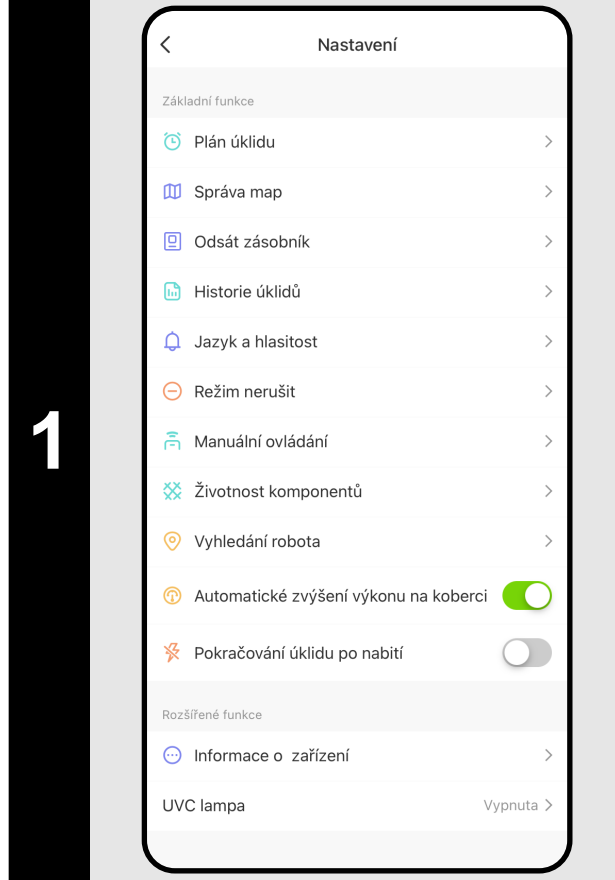 Nastavení
Základní funkce
Plán úklidu
Správa map
Odsát zásobník
Historie úklidů
Jazyk a hlasitost
Režim nerušit
1
Manuální ovládání
Životnost komponentů
Vyhledání robota
Automatické zvýšení výkonu na koberci
Pokračování úklidu po nabití
Rozšířené funkce
Informace o  zařízení
UVC lampa Vypnuta